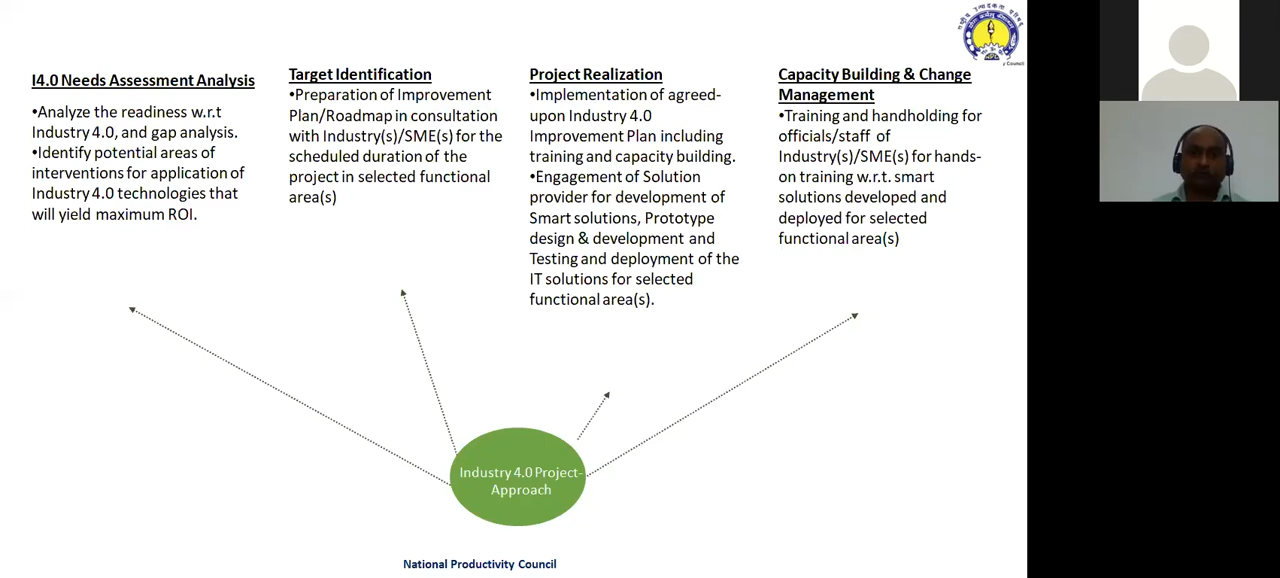 I4.0 Needs Assessment Analysis
•Analyze the readiness w.r.t
Industry 4.0, and gap analysis.
•Identify potential areas of
interventions for application of
Industry 4.0 technologies that
will yield maximum ROI.
Target Identification
•Preparation of Improvement
Plan/Roadmap in consultation
with Industry(s)/SME(s) for the
scheduled duration of the
project in selected functional
area(s)
Project Realization
•Implementation of agreed-
upon Industry 4.0
Improvement Plan including
training and capacity building.
•Engagement of Solution
provider for development of
Smart solutions, Prototype
design & development and
Testing and deployment of the
IT solutions for selected
functional area(s).
Capacity Building & Change
Management
•Training and handholding for
officials/staff of
Industry(s)/SME(s) for hands-
on training w.r.t. smart
solutions developed and
deployed for selected
functional area(s)
Industry 4.0 Project-
Approach
National Productivity Council